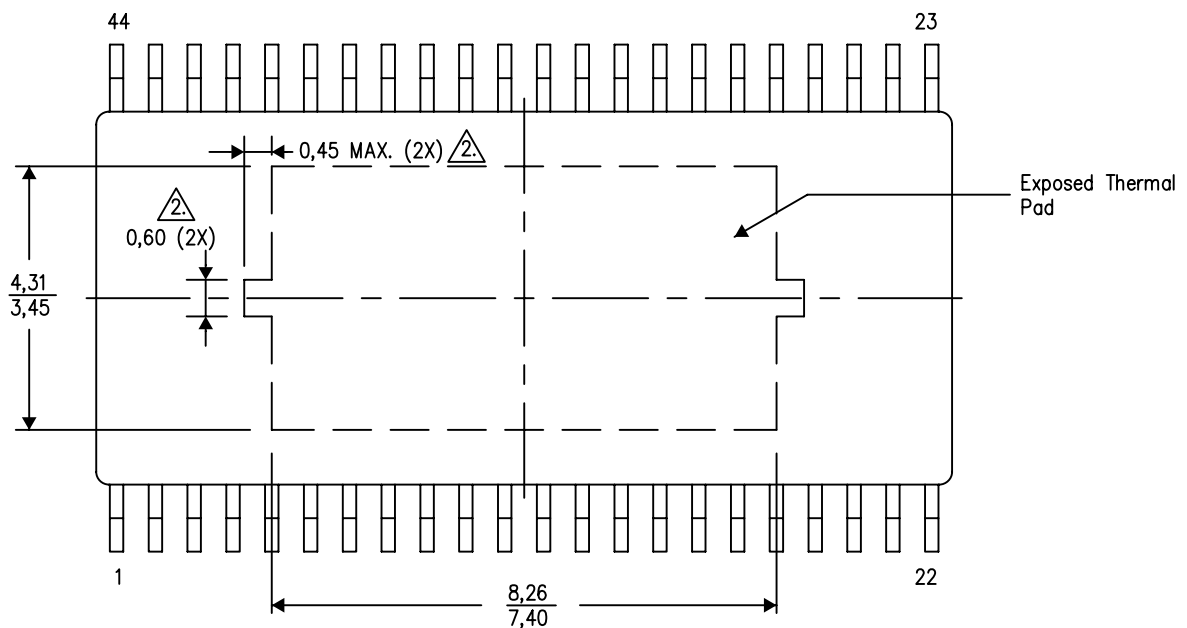 44
23
0,45 MAX. (2X) 2.
Exposed Thermal
Pad
2.
0,60 (2X)
4,31
3,45
1
22
8,26
7,40